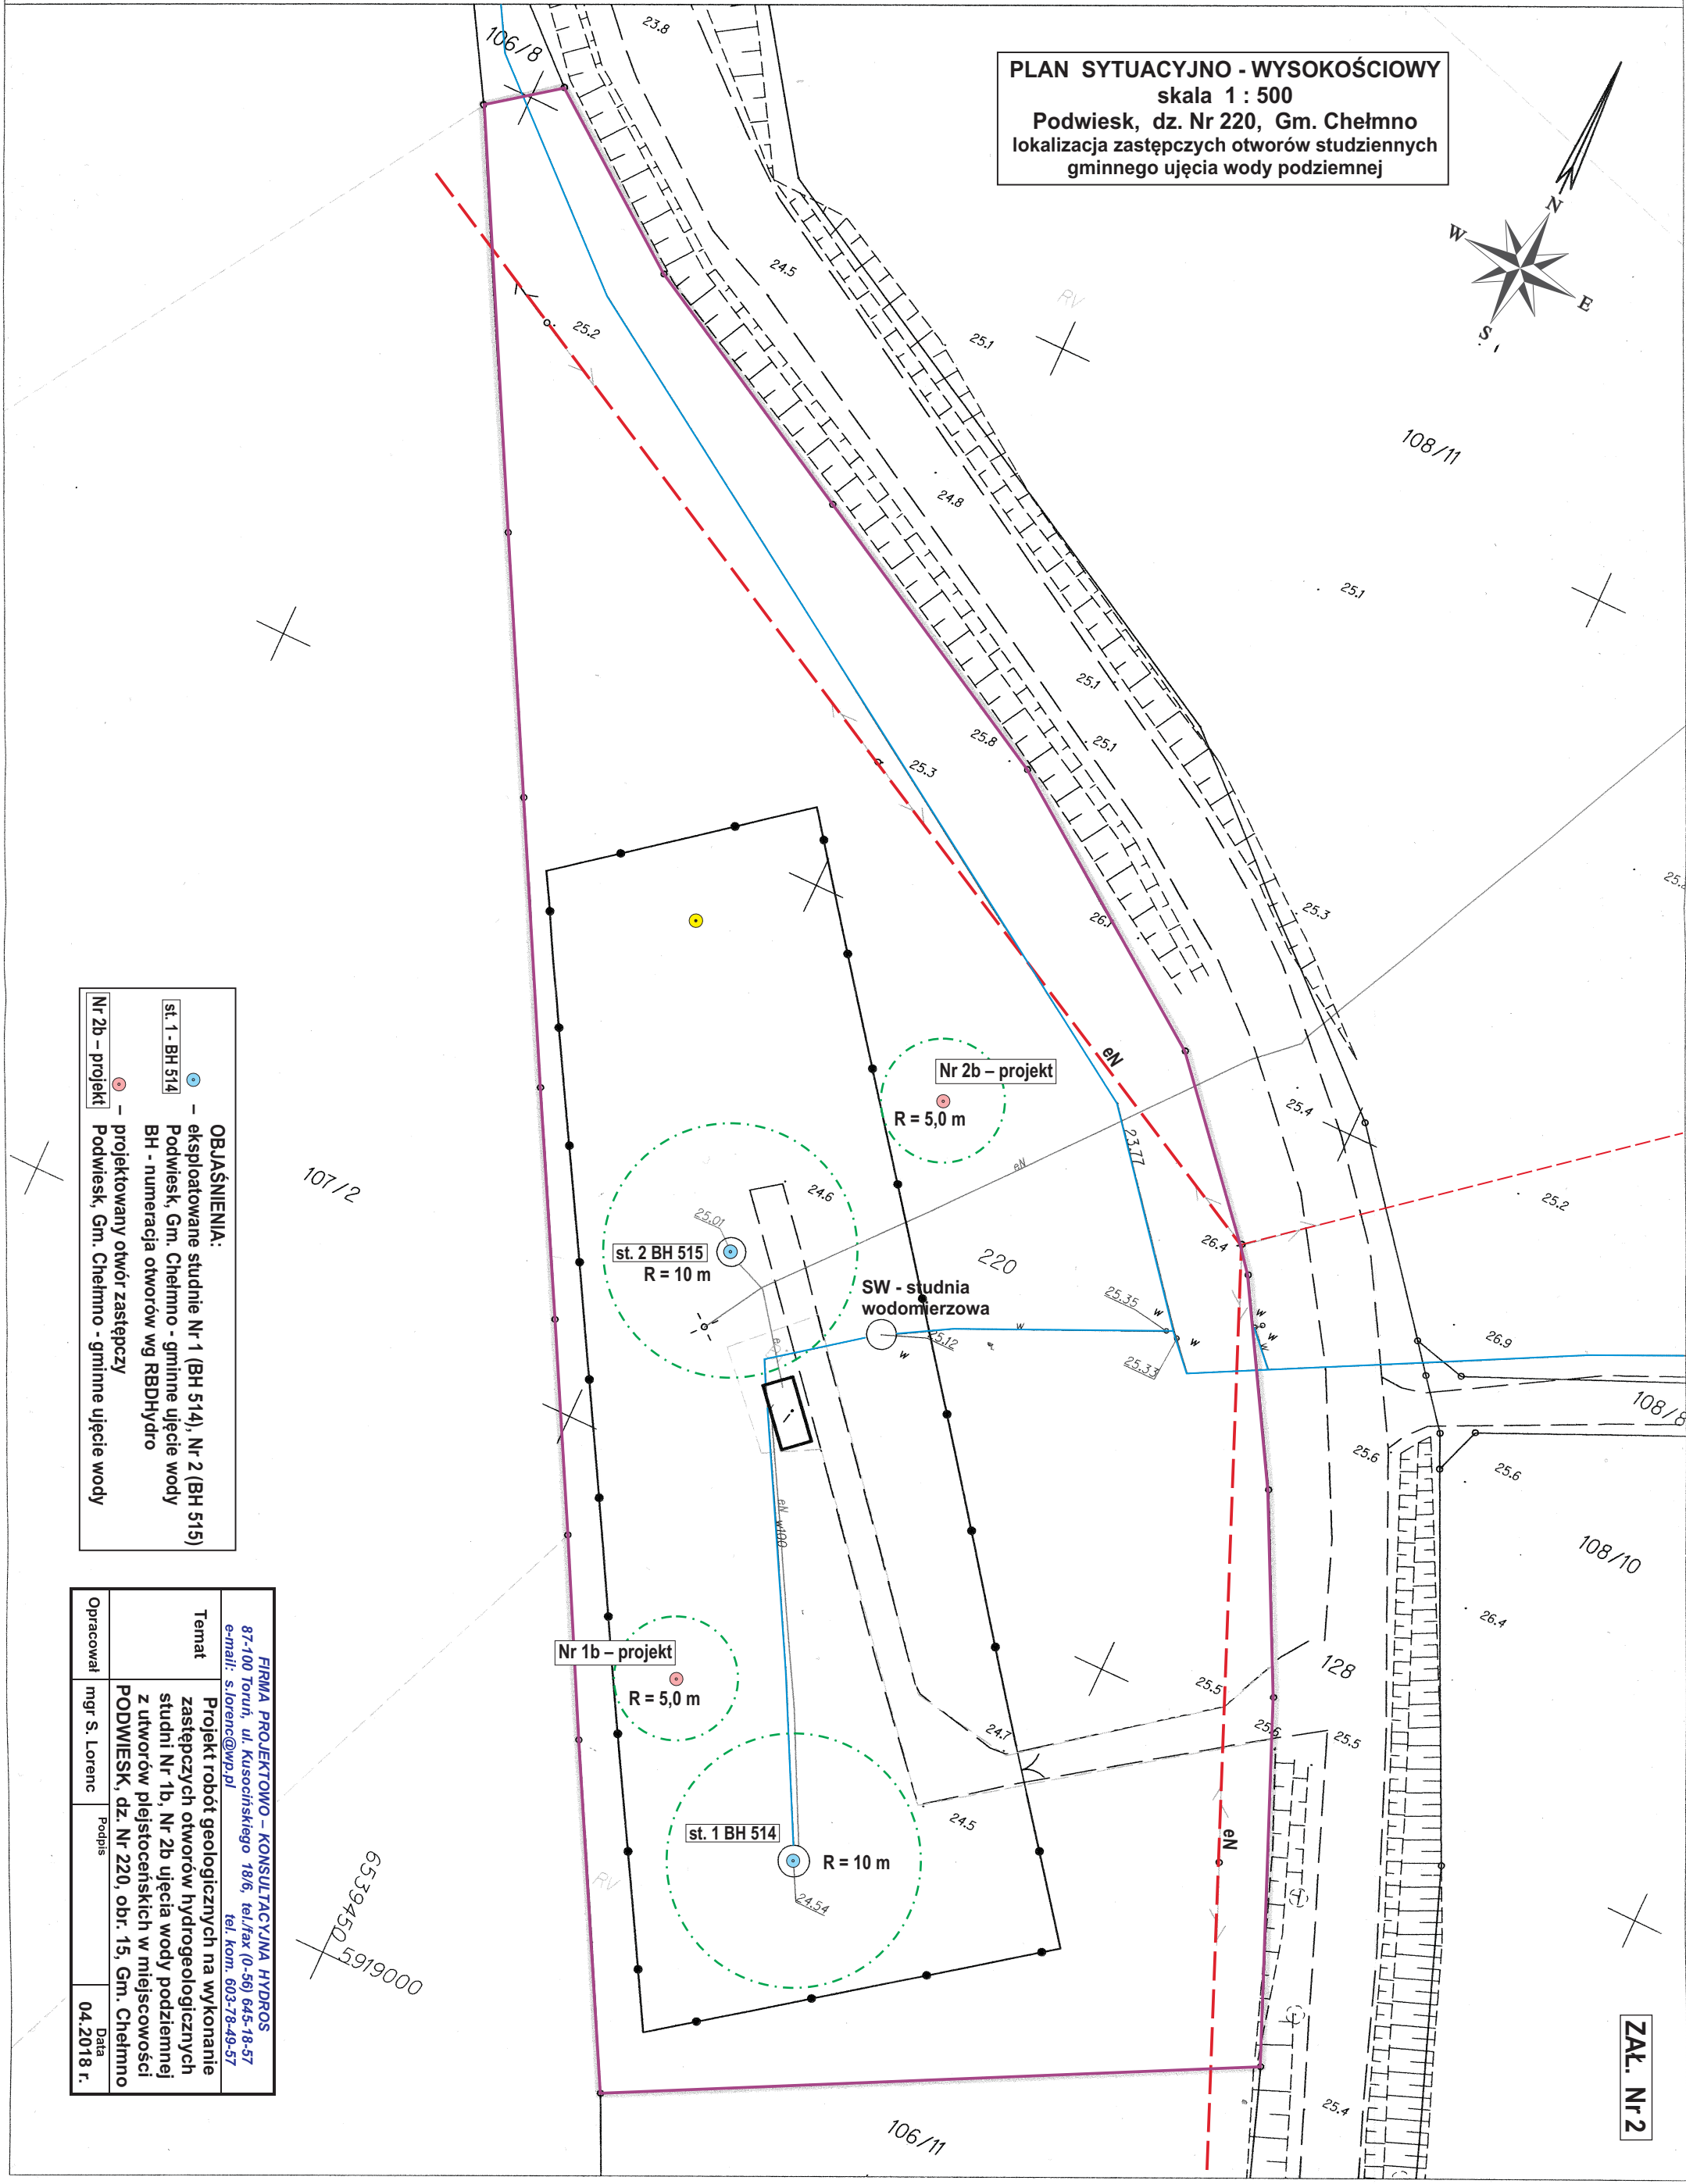 PLAN SYTUACYJNO - WYSOKOŚCIOWY
skala 1 : 500
Podwiesk, dz. Nr 220, Gm. Chełmno
lokalizacja zastępczych otworów studziennych
gminnego ujęcia wody podziemnej
N
W
E
S
106/8
23.8
24.5
RV
25.1
25.2
108/11
24.8
25.1
25.1
25.8
25.1
25.3
25.3
26.1
Nr 2b – projekt
R = 5,0 m
eN
25.4
23.77
eN
24.6
25.01
st. 2 BH 515
R = 10 m
107/2
25.2
26.4
220
SW - studnia
wodomierzowa
25.12
w
w
25.35
w
w
25.33
w
w
w
26.9
108/8
25.6
25.6
108/10
26.4
eN
w100
Nr 1b – projekt
R = 5,0 m
128
25.5
25.6
25.5
24.7
24.5
st. 1 BH 514
R = 10 m
24.54
RV
eN
6539450
5919000
25.4
106/11
ZAŁ. Nr 2
OBJAŚNIENIA:
st. 1 - BH 514
– eksploatowane studnie Nr 1 (BH 514), Nr 2 (BH 515)
Podwiesk, Gm. Chełmno - gminne ujęcie wody
BH - numeracja otworów wg RBDHydro
Nr 2b – projekt
– projektowany otwór zastępczy
Podwiesk, Gm. Chełmno - gminne ujęcie wody
FIRMA PROJEKTOWO – KONSULTACYJNA HYDROS
87-100 Toruń, ul. Kusocińskiego 18/6, tel./fax (0-56) 645-18-57
e-mail: s.lorenc@wp.pl tel. kom. 603-78-49-57
Temat
Projekt robót geologicznych na wykonanie
zastępczych otworów hydrogeologicznych
studni Nr 1b, Nr 2b ujęcia wody podziemnej
z utworów plejstoceńskich w miejscowości
PODWIESK, dz. Nr 220, obr. 15, Gm. Chełmno
Opracował
mgr S. Lorenc
Podpis
Data
04.2018 r.